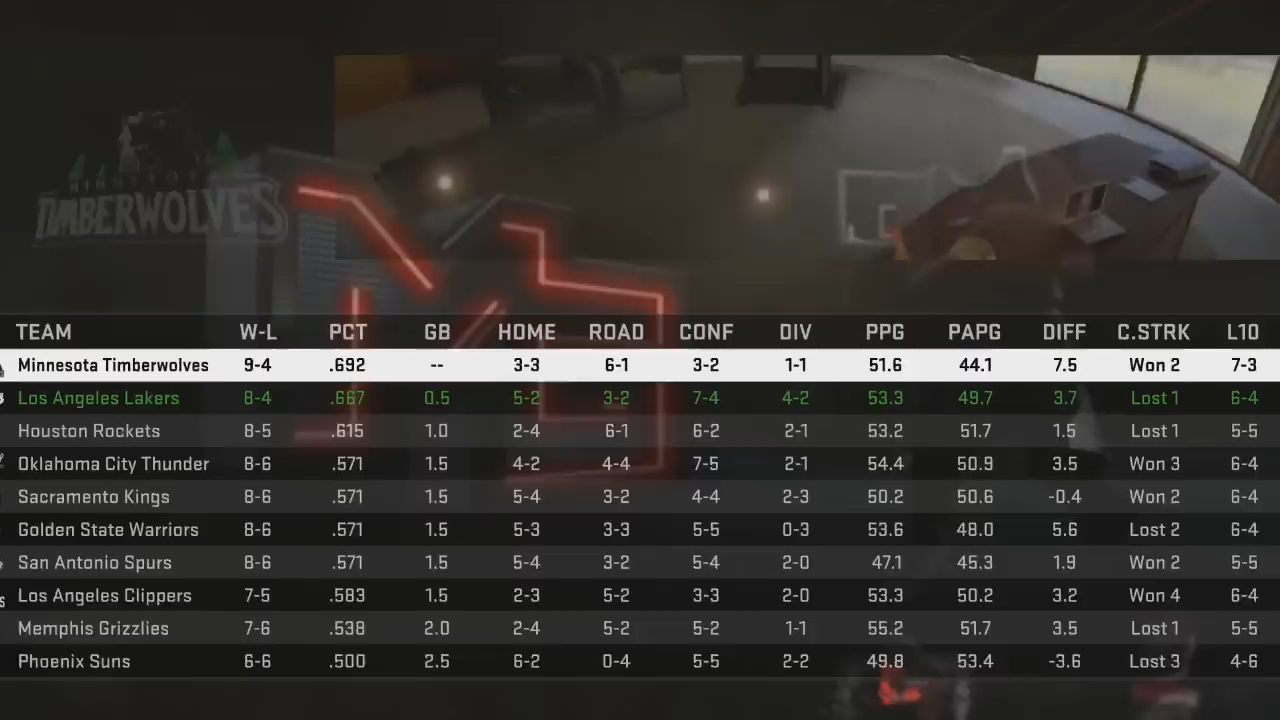 MINNESOTA
TIMBERWOLVES
TEAM W-L PCT GB HOME ROAD CONF DIV PPG PAPG DIFF C.STRK L10
Minnesota Timberwolves 9-4 .692 -- 3-3 6-1 3-2 1-1 51.6 44.1 7.5 Won 2 7-3
Los Angeles Lakers 8-4 .667 0.5 5-2 3-2 7-4 4-2 53.3 49.7 3.7 Lost 1 6-4
Houston Rockets 8-5 .615 1.0 2-4 6-1 6-2 2-1 53.2 51.7 1.5 Lost 1 5-5
Oklahoma City Thunder 8-6 .571 1.5 4-2 4-4 7-5 2-1 54.4 50.9 3.5 Won 3 6-4
Sacramento Kings 8-6 .571 1.5 5-4 3-2 4-4 2-3 50.2 50.6 -0.4 Won 2 6-4
Golden State Warriors 8-6 .571 1.5 5-3 3-3 5-5 0-3 53.6 48.0 5.6 Lost 2 6-4
San Antonio Spurs 8-6 .571 1.5 5-4 3-2 5-4 2-0 47.1 45.3 1.9 Won 2 5-5
Los Angeles Clippers 7-5 .583 1.5 2-3 5-2 3-3 2-0 53.3 50.2 3.2 Won 4 6-4
Memphis Grizzlies 7-6 .538 2.0 2-4 5-2 5-2 1-1 55.2 51.7 3.5 Lost 1 5-5
Phoenix Suns 6-6 .500 2.5 6-2 0-4 5-5 2-2 49.8 53.4 -3.6 Lost 3 4-6